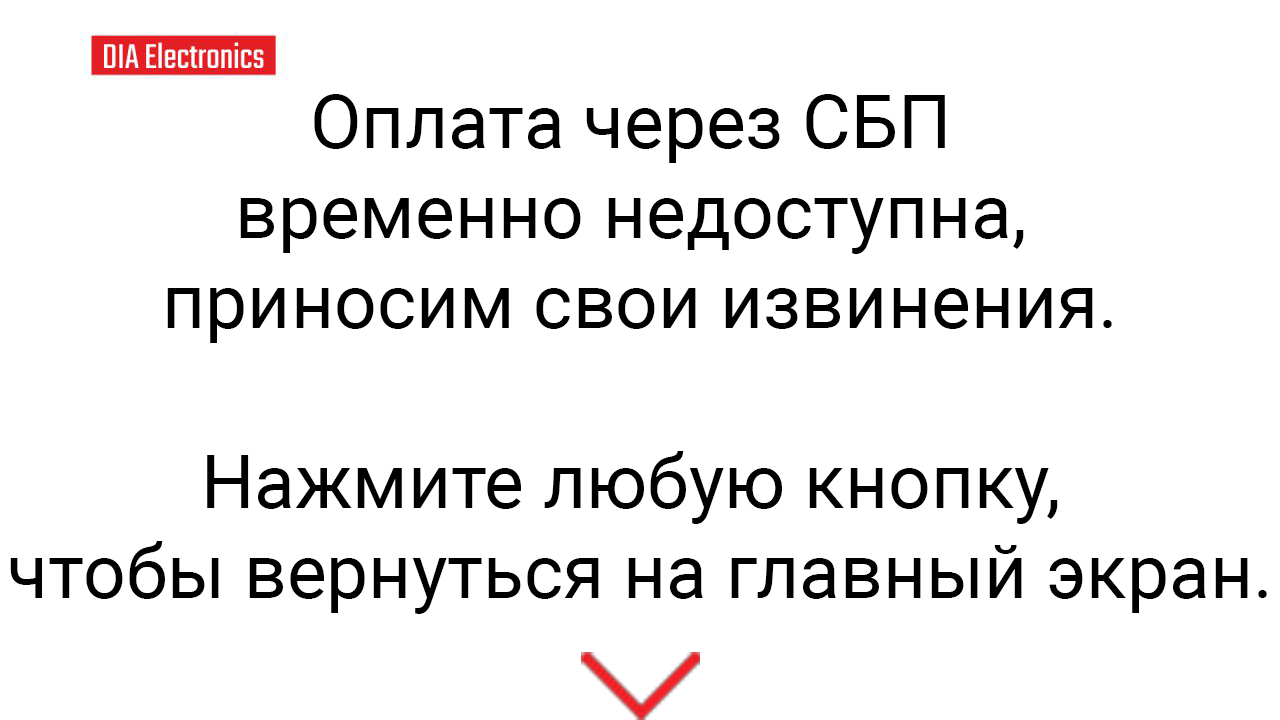 DIA Electronics
Оплата через СБП
временно недоступна,
приносим свои извинения.
Нажмите любую кнопку,
чтобы вернуться на главный экран.